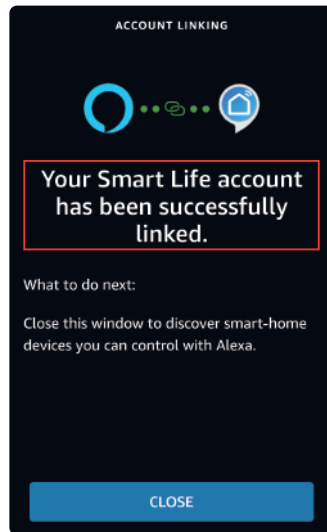 ACCOUNT LINKING
Your Smart Life account
has been successfully
linked.
What to do next:
Close this window to discover smart-home
devices you can control with Alexa.
CLOSE